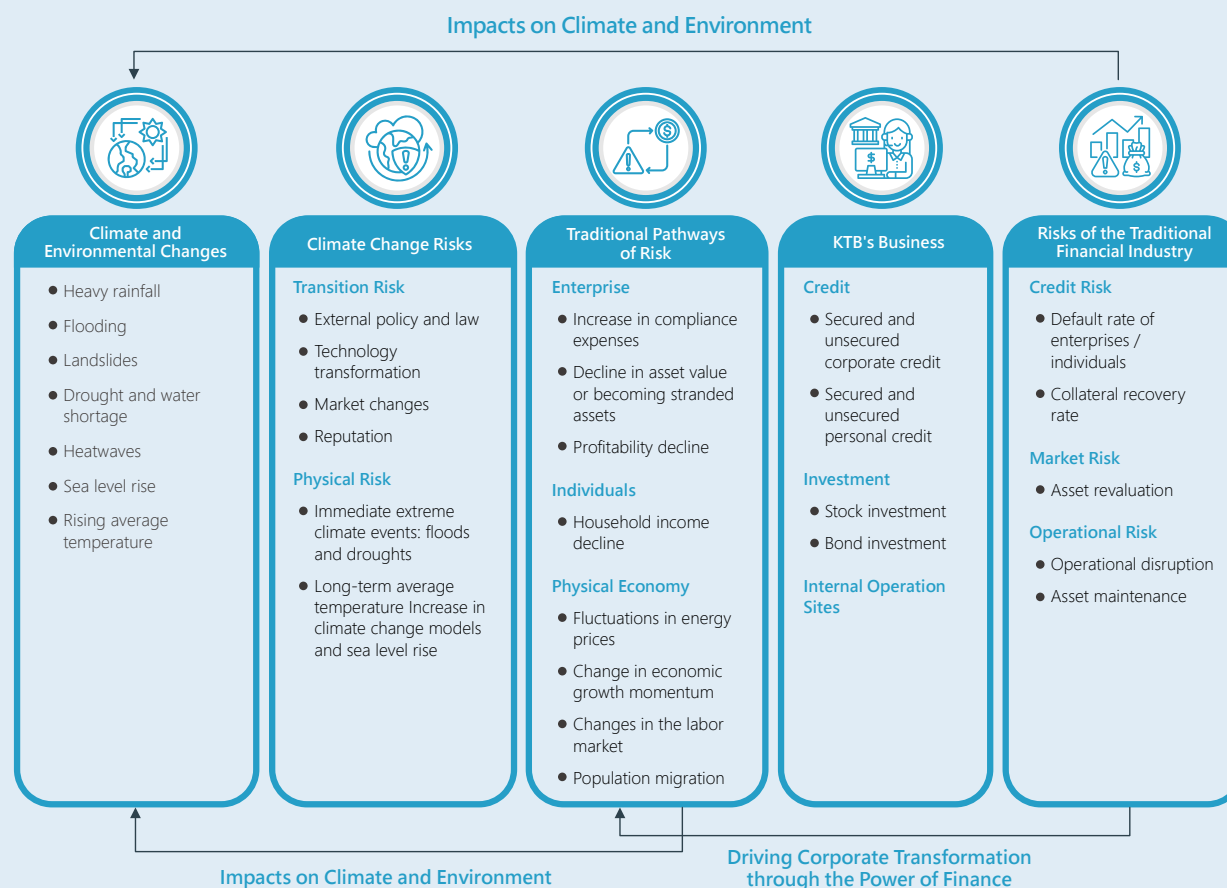 Impacts on Climate and Environment
Climate and
Environmental Changes
• Heavy rainfall
• Flooding
• Landslides
• Drought and water
shortage
• Heatwaves
• Sea level rise
• Rising average
temperature
Climate Change Risks
Transition Risk
• External policy and law
• Technology
transformation
• Market changes
• Reputation
Physical Risk
• Immediate extreme
climate events: floods
and droughts
• Long-term average
temperature Increase in
climate change models
and sea level rise
$
Traditional Pathways
of Risk
Enterprise
• Increase in compliance
expenses
• Decline in asset value
or becoming stranded
assets
• Profitability decline
Individuals
• Household income
decline
Physical Economy
• Fluctuations in energy
prices
• Change in economic
growth momentum
• Changes in the labor
market
• Population migration
$
KTB's Business
Credit
• Secured and
unsecured
corporate credit
• Secured and
unsecured
personal credit
Investment
• Stock investment
• Bond investment
Internal Operation
Sites
$
Risks of the Traditional
Financial Industry
Credit Risk
• Default rate of
enterprises /
individuals
• Collateral recovery
rate
Market Risk
• Asset revaluation
Operational Risk
• Operational disruption
• Asset maintenance
Impacts on Climate and Environment
Driving Corporate Transformation
through the Power of Finance